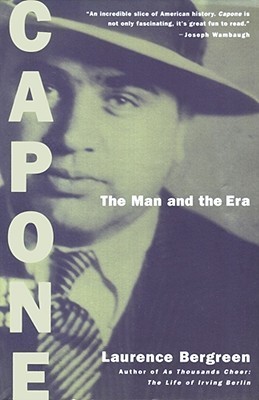 "An incredible slice of American history. Capone is
not only fascinating, it's great fun to read."
—Joseph Wambaugh
CAPONE
The Man and the Era
Laurence Bergreen
Author of As Thousands Cheer:
The Life of Irving Berlin